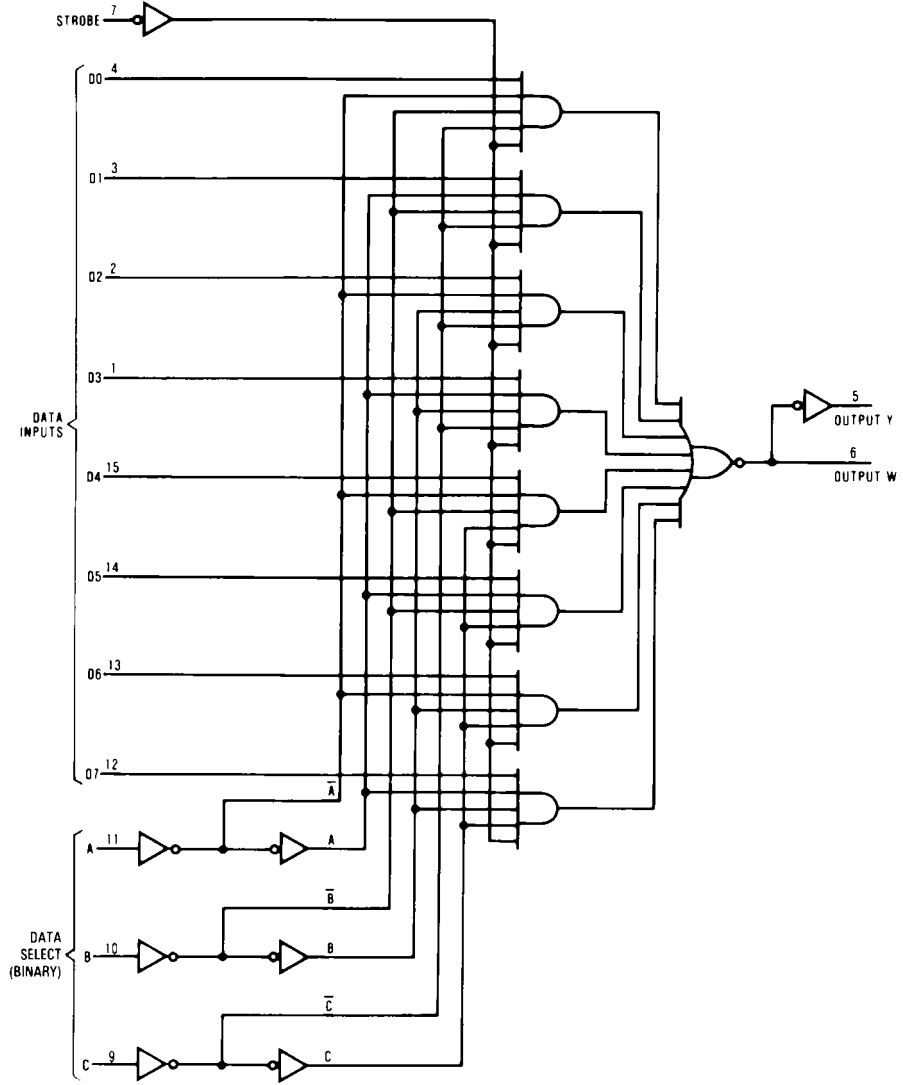 STROBE 7
D0 4
D1 3
D2 2
D3 1
DATA
INPUTS
D4 15
D5 14
D6 13
D7 12
5
OUTPUT Y
6
OUTPUT W
A̅
A 11
A
B̅
DATA
SELECT
(BINARY)
B 10
B
C̅
C 9
C